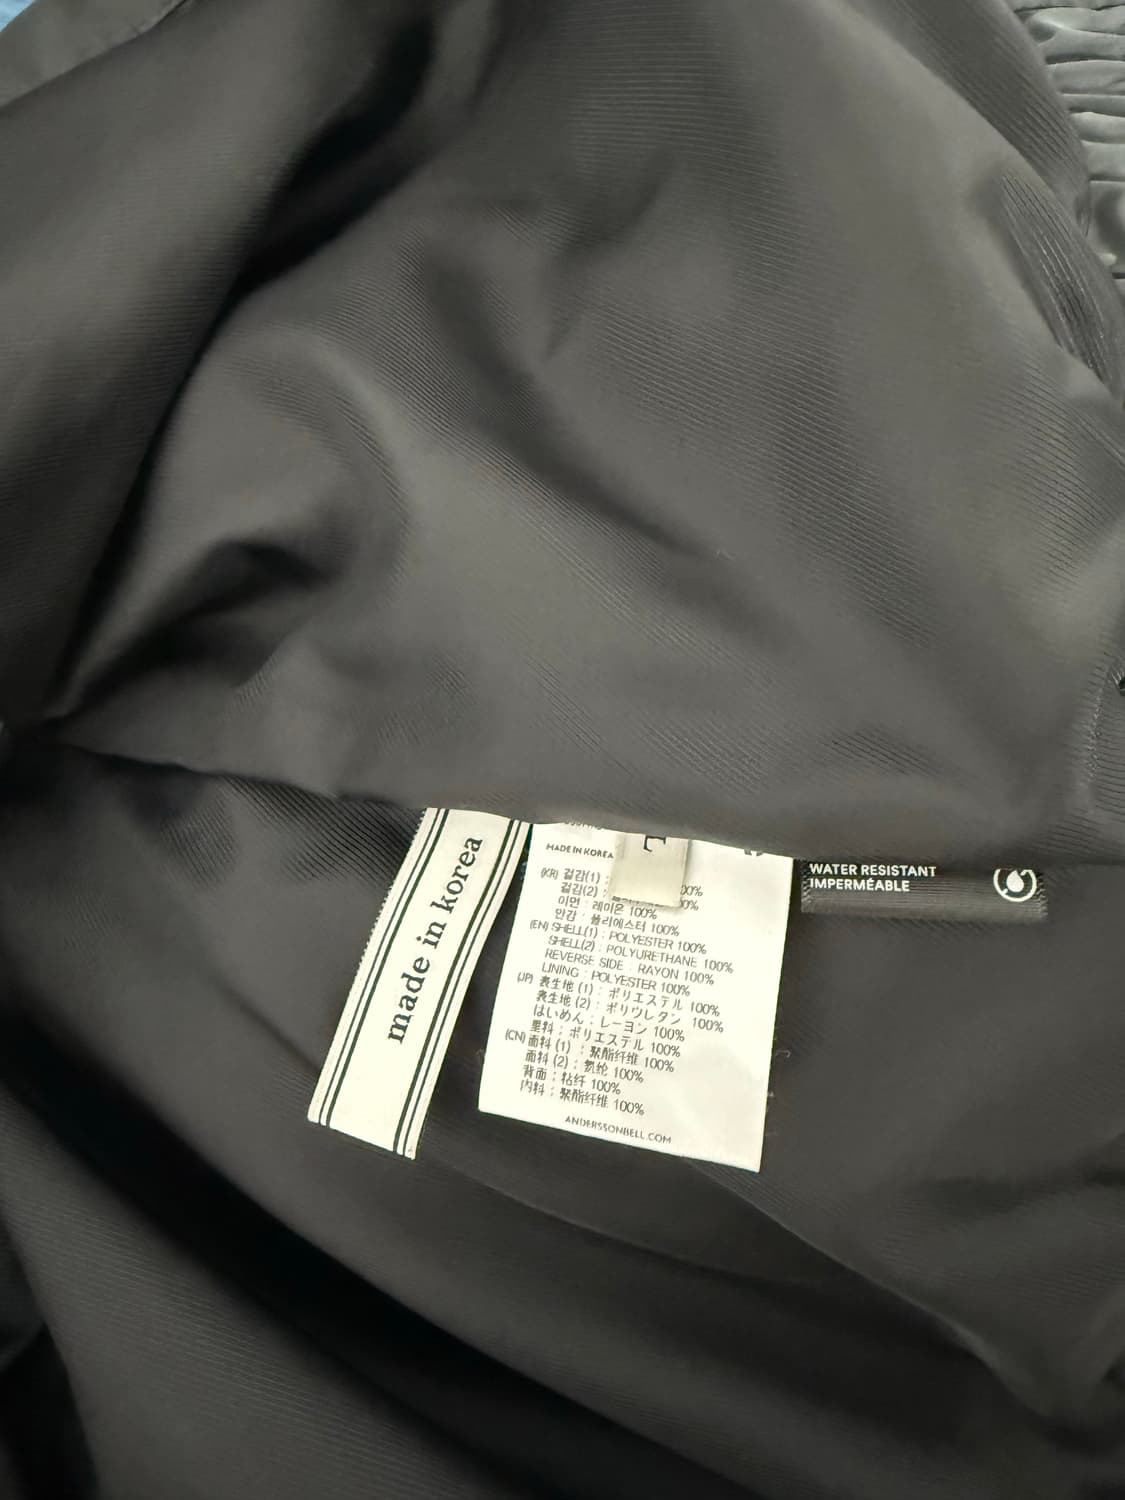 made in korea
MADE IN KOREA
L
(KR) 겉감(1) :
겉감(2) : 00%
이면 : 레이온 100%
안감 : 폴리에스터 100%
(EN) SHELL(1) : POLYESTER 100%
SHELL(2) : POLYURETHANE 100%
REVERSE SIDE : RAYON 100%
LINING : POLYESTER 100%
(JP) 表生地 (1) : ポリエステル 100%
表生地 (2) : ポリウレタン 100%
はいめん : レーヨン 100%
里料 : ポリエステル 100%
(CN) 面料 (1) : 聚酯纤维 100%
面料 (2) : 氨纶 100%
背面 : 粘纤 100%
内料 : 聚酯纤维 100%
ANDERSSONBELL.COM
WATER RESISTANT
IMPERMÉABLE